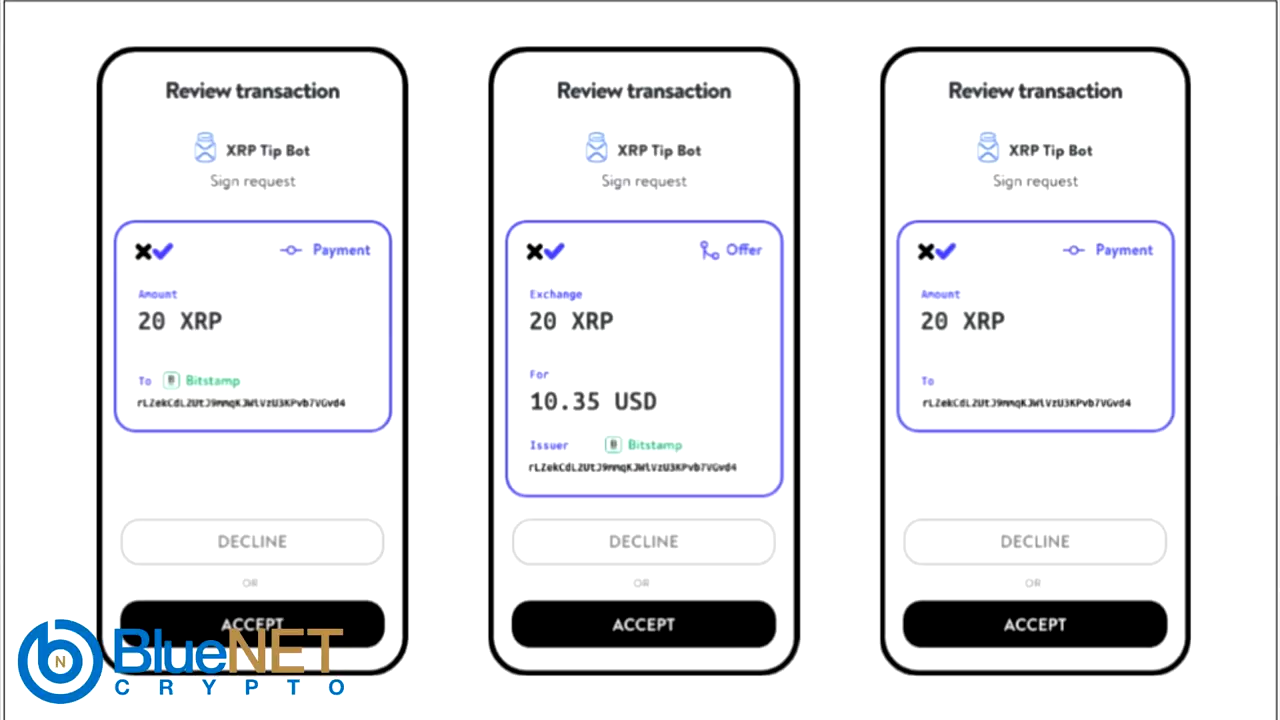 Review transaction
XRP Tip Bot
Sign request
Payment
Amount
20 XRP
To Bitstamp
DECLINE
OR
ACCEPT
Review transaction
XRP Tip Bot
Sign request
Offer
Exchange
20 XRP
For
10.35 USD
Issuer Bitstamp
DECLINE
OR
ACCEPT
Review transaction
XRP Tip Bot
Sign request
Payment
Amount
20 XRP
To
DECLINE
OR
ACCEPT
BlueNET
CRYPTO